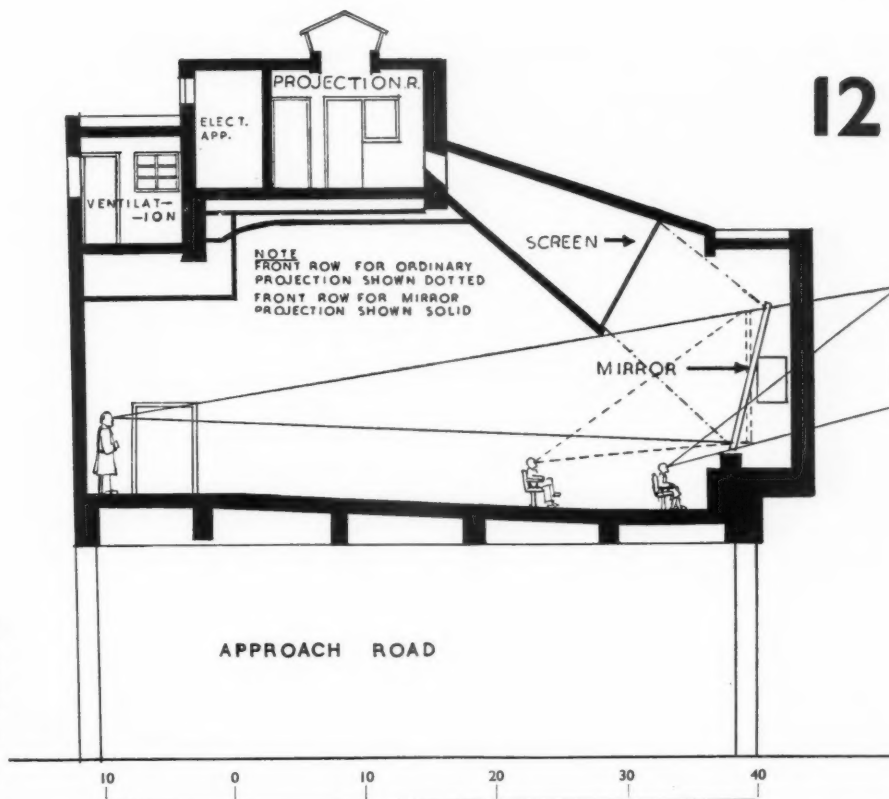 12
PROJECTION.R.
ELECT.
APP.
VENTILAT-
-ION
SCREEN
NOTE
FRONT ROW FOR ORDINARY
PROJECTION SHOWN DOTTED
FRONT ROW FOR MIRROR
PROJECTION SHOWN SOLID
MIRROR
APPROACH ROAD
10 0 10 20 30 40